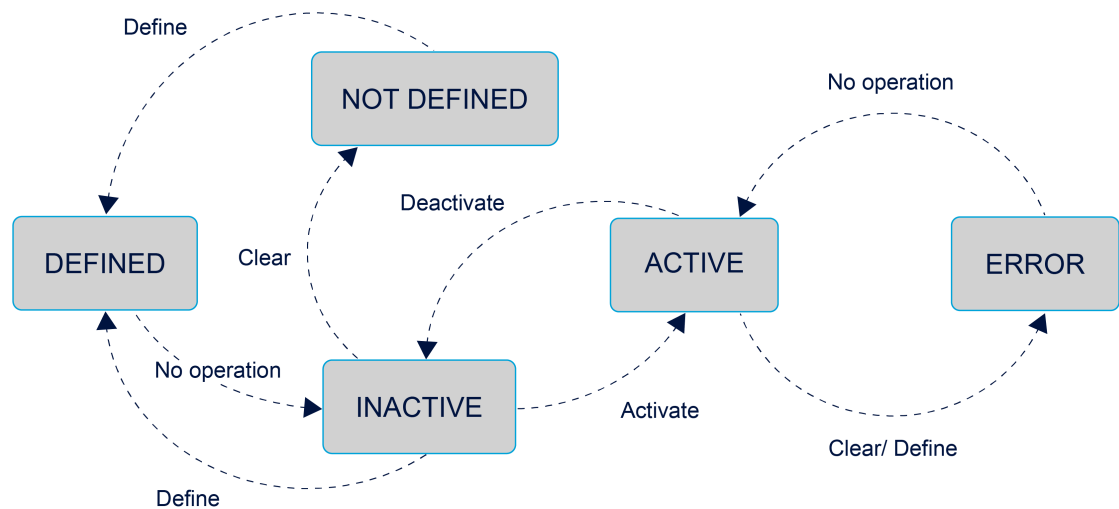 Define
NOT DEFINED
No operation
Deactivate
DEFINED
Clear
ACTIVE
ERROR
No operation
INACTIVE
Activate
Clear/ Define
Define